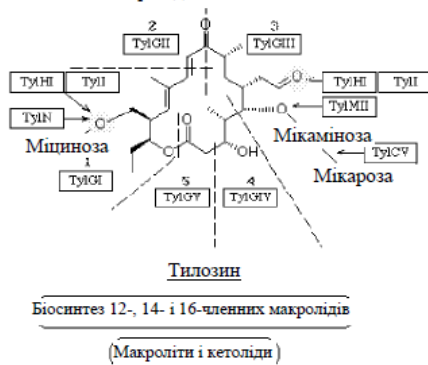 2
O
3
TylGII
TylGIII
TylHI
TylI
O
TylHI
TylI
TylMII
TylN
O
O
Міциноза
O
Мікаміноза
1
O
OH
TylCV
TylGI
Мікароза
5
4
TylGV
TylGIV
Тилозин
Біосинтез 12-, 14- і 16-членних макролідів
(Макроліти і кетоліди)